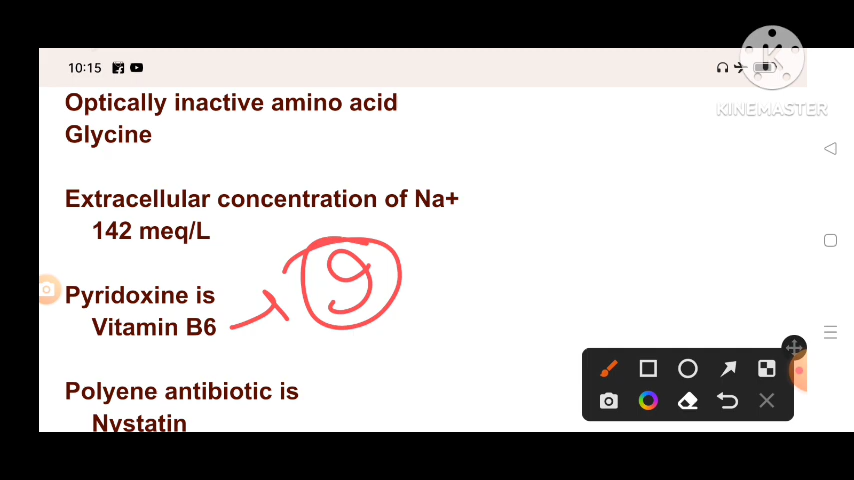 10:15
KINEMASTER
Optically inactive amino acid
Glycine
Extracellular concentration of Na+
142 meq/L
9
Pyridoxine is
Vitamin B6
Polyene antibiotic is
Nystatin